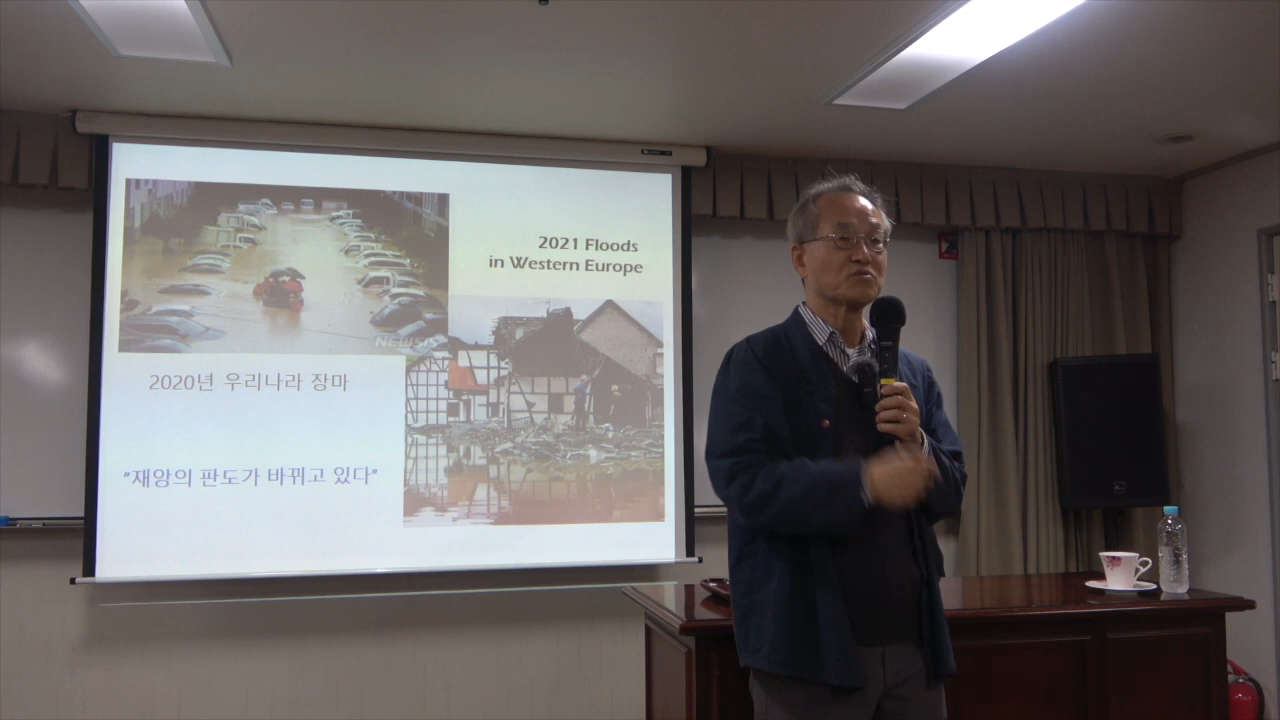 NEWSIS
2021 Floods
in Western Europe
2020년 우리나라 장마
"재앙의 판도가 바뀌고 있다"